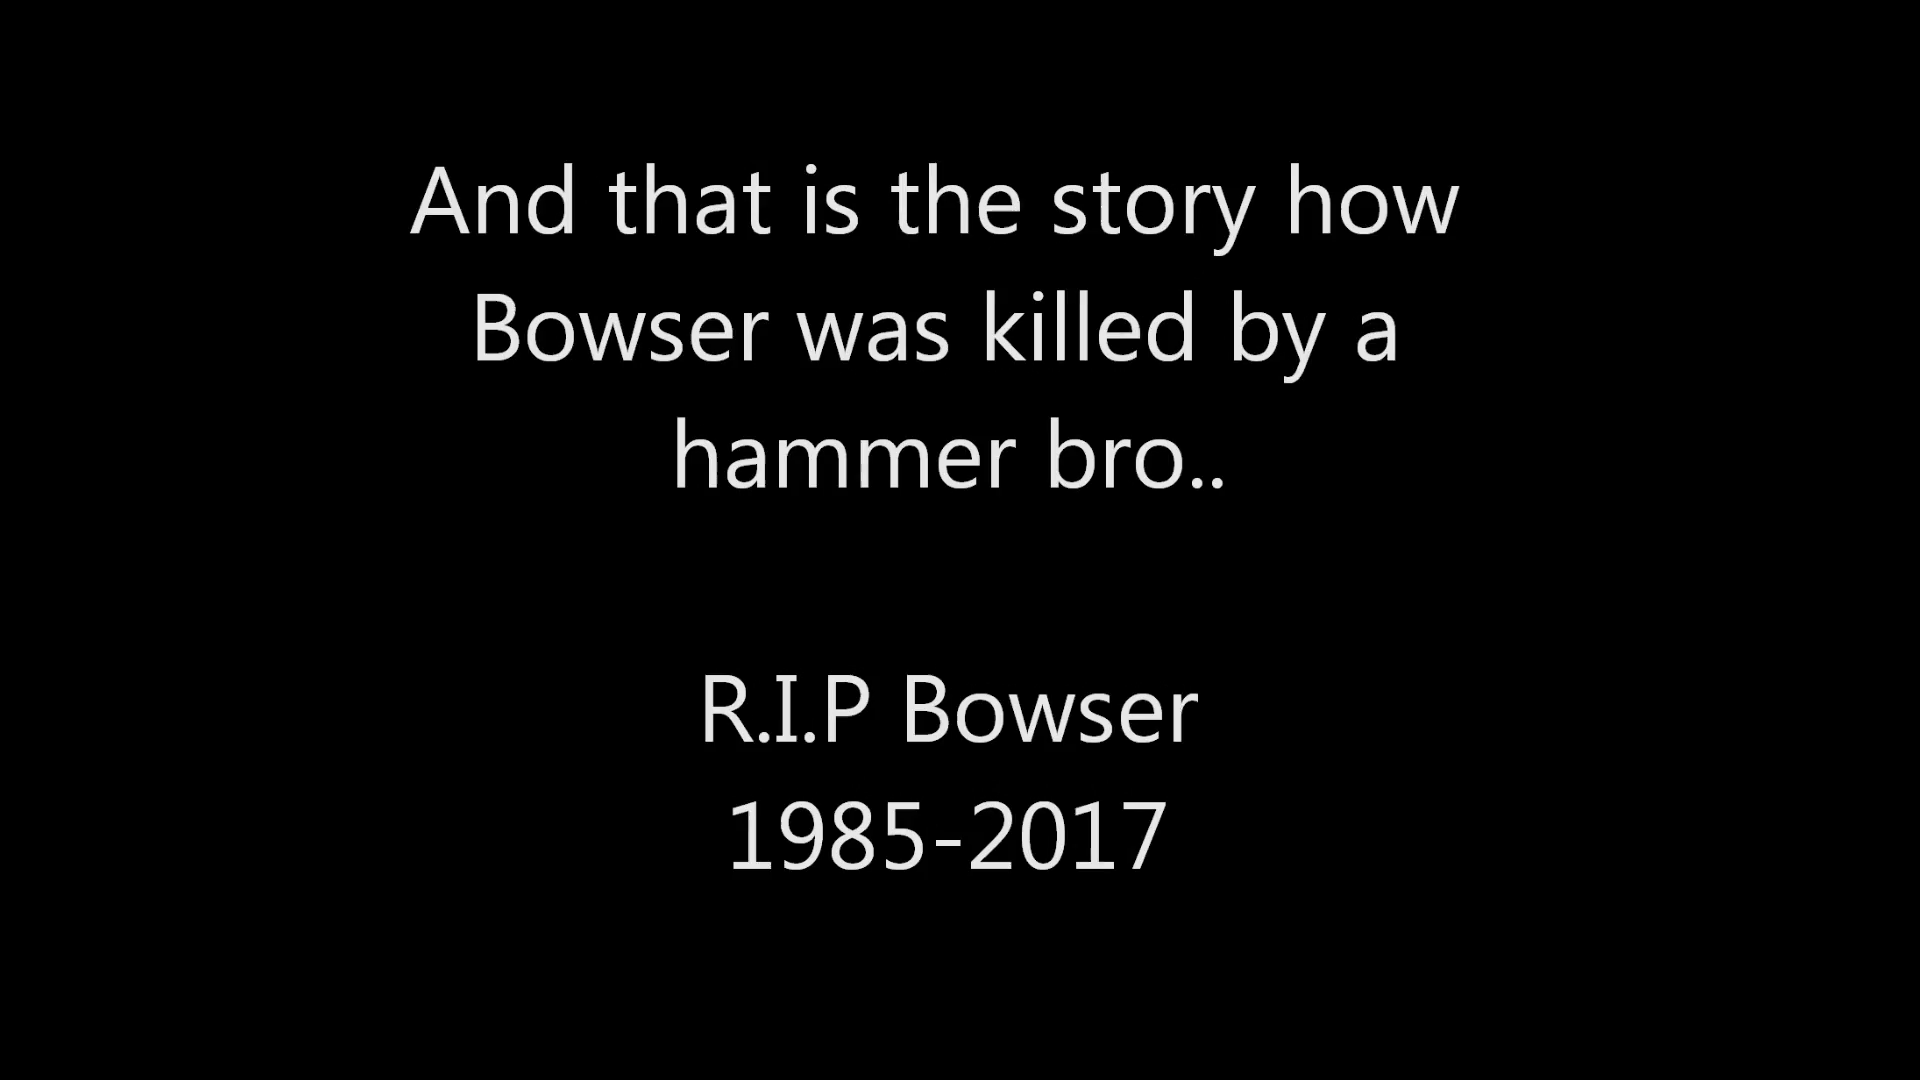 And that is the story how
Bowser was killed by a
hammer bro..
R.I.P Bowser
1985-2017